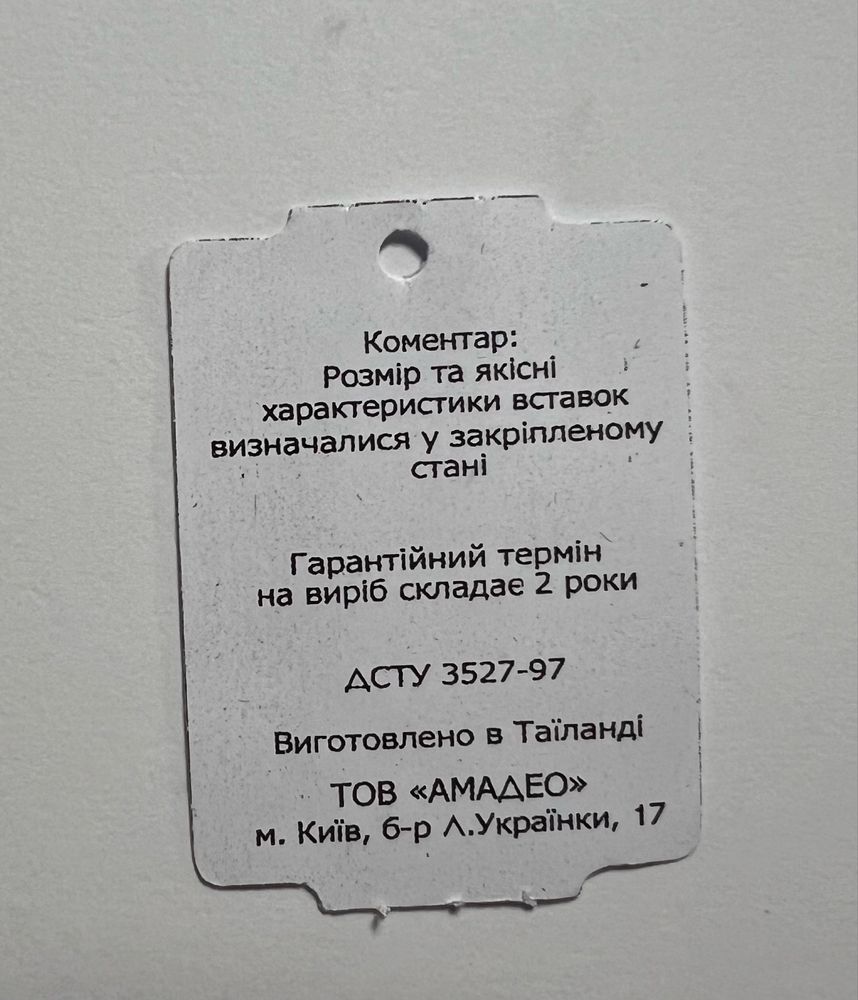 Коментар:
Розмір та якісні
характеристики вставок
визначалися у закріпленому
стані
Гарантійний термін
на виріб складає 2 роки
ДСТУ 3527-97
Виготовлено в Таїланді
ТОВ «АМАДЕО»
м. Київ, б-р Л.Українки, 17